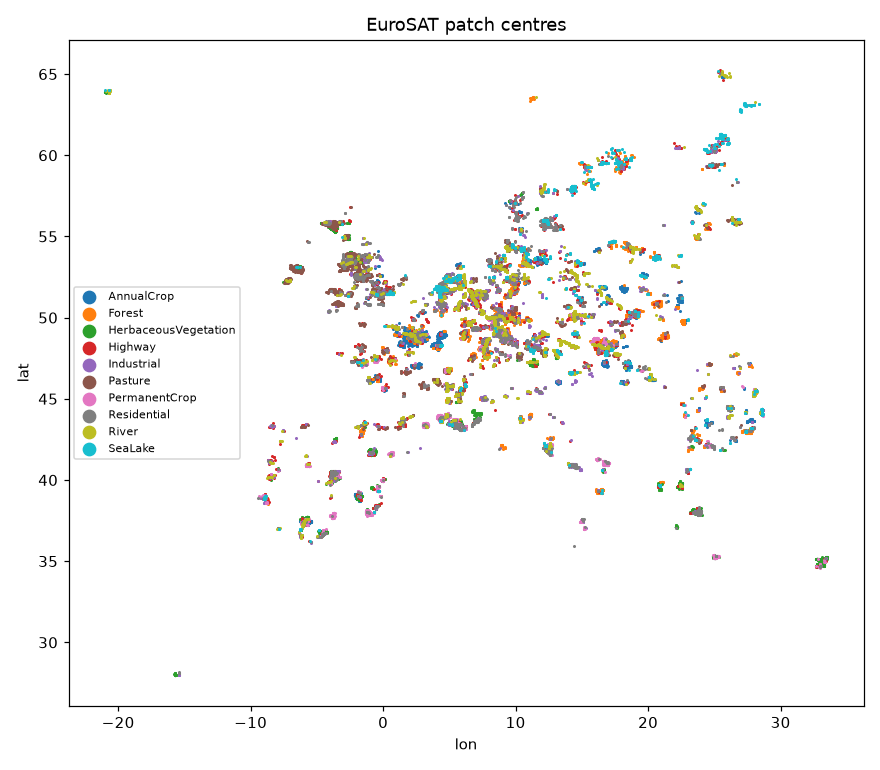 EuroSAT patch centres
65
60
55
50
45
40
35
30
lat
AnnualCrop
Forest
HerbaceousVegetation
Highway
Industrial
Pasture
PermanentCrop
Residential
River
SeaLake
−20
−10
0
10
20
30
lon